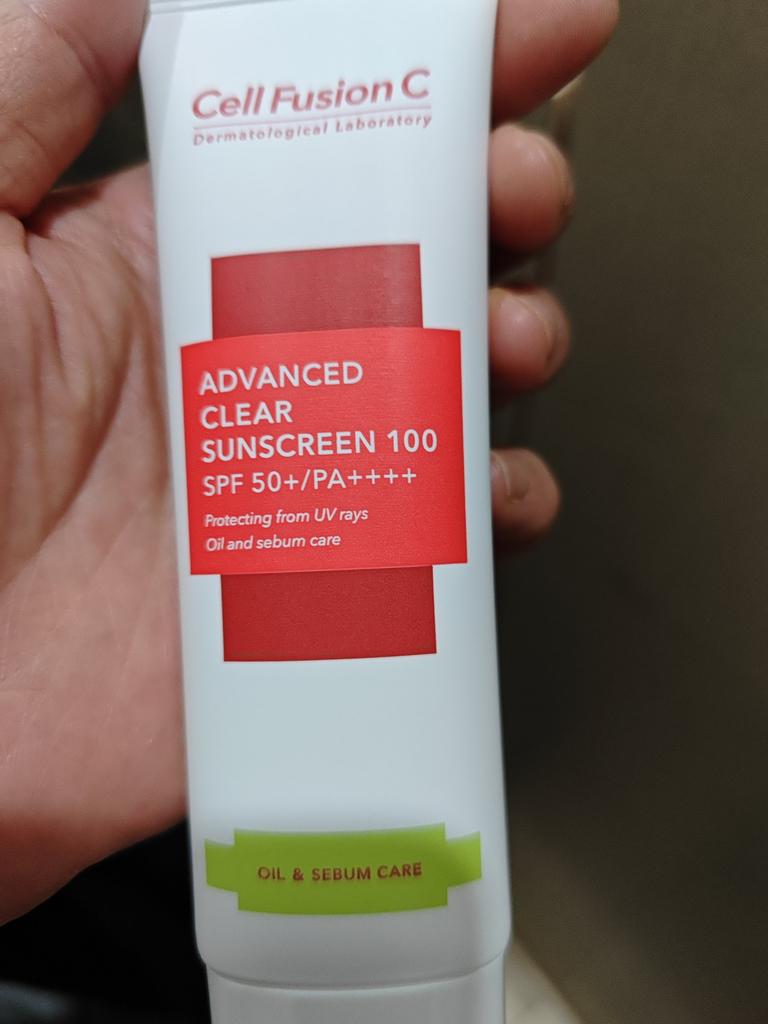 Cell Fusion C
Dermatological Laboratory
ADVANCED
CLEAR
SUNSCREEN 100
SPF 50+/PA++++
Protecting from UV rays
Oil and sebum care
OIL & SEBUM CARE